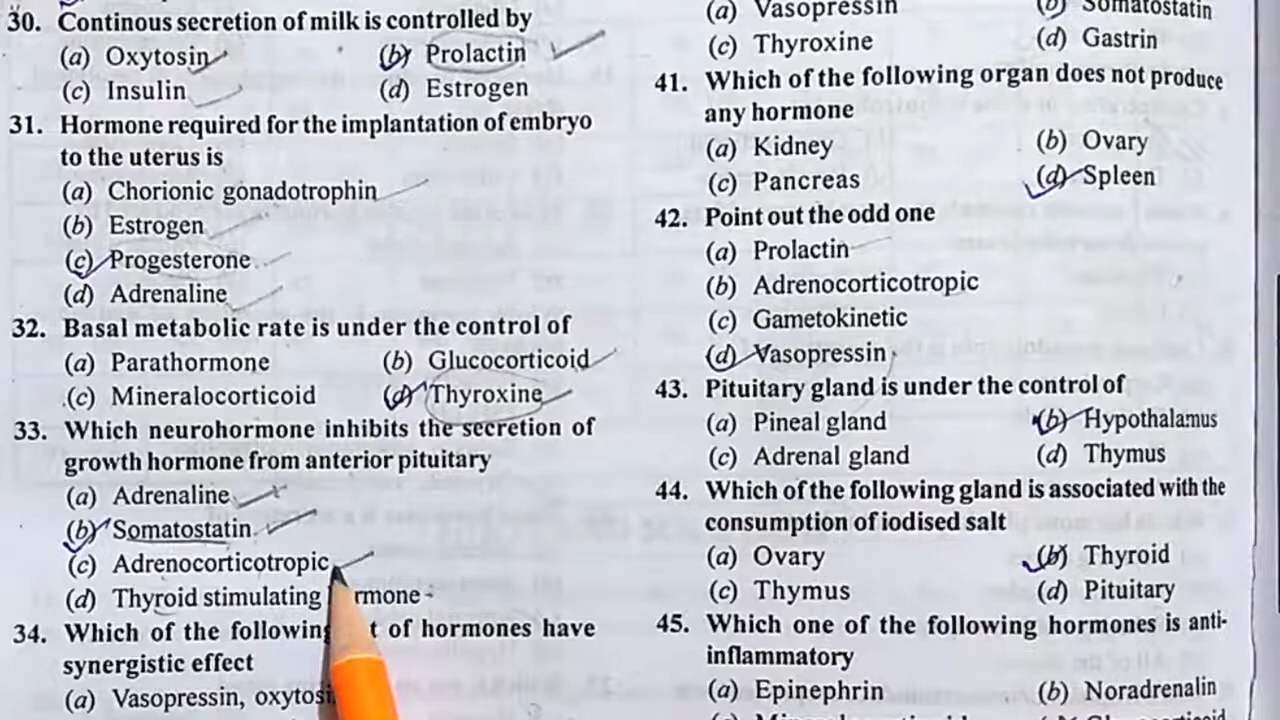 30. Continous secretion of milk is controlled by
(a) Oxytosin (b) Prolactin
(c) Insulin (d) Estrogen
31. Hormone required for the implantation of embryo
to the uterus is
(a) Chorionic gonadotrophin
(b) Estrogen
(c) Progesterone
(d) Adrenaline
32. Basal metabolic rate is under the control of
(a) Parathormone (b) Glucocorticoid
(c) Mineralocorticoid (d) Thyroxine
33. Which neurohormone inhibits the secretion of
growth hormone from anterior pituitary
(a) Adrenaline
(b) Somatostatin
(c) Adrenocorticotropic
(d) Thyroid stimulating rmone
34. Which of the following t of hormones have
synergistic effect
(a) Vasopressin, oxytosi
(a) Vasopressin (b) Somatostatin
(c) Thyroxine (d) Gastrin
41. Which of the following organ does not produce
any hormone
(a) Kidney (b) Ovary
(c) Pancreas (d) Spleen
42. Point out the odd one
(a) Prolactin
(b) Adrenocorticotropic
(c) Gametokinetic
(d) Vasopressin
43. Pituitary gland is under the control of
(a) Pineal gland (b) Hypothalamus
(c) Adrenal gland (d) Thymus
44. Which of the following gland is associated with the
consumption of iodised salt
(a) Ovary (b) Thyroid
(c) Thymus (d) Pituitary
45. Which one of the following hormones is anti-
inflammatory
(a) Epinephrin (b) Noradrenalin